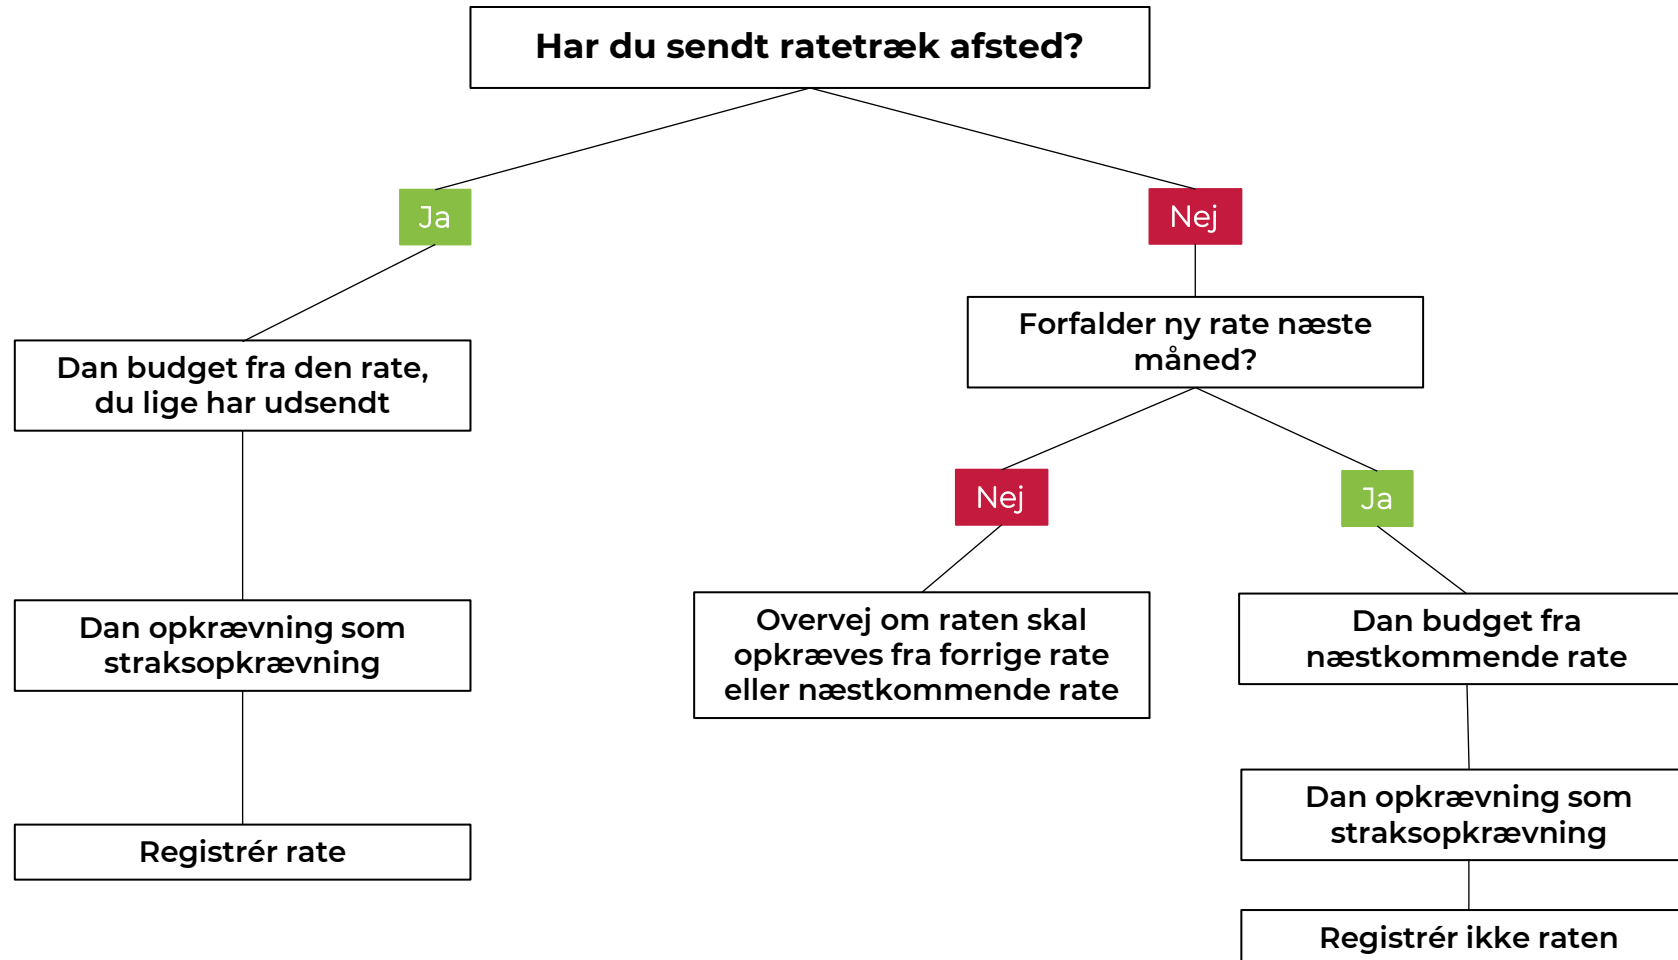 Har du sendt ratetræk afsted?
Ja
Nej
Forfalder ny rate næste
måned?
Dan budget fra den rate,
du lige har udsendt
Nej
Ja
Overvej om raten skal
opkræves fra forrige rate
eller næstkommende rate
Dan budget fra
næstkommende rate
Dan opkrævning som
straksopkrævning
Dan opkrævning som
straksopkrævning
Registrér rate
Registrér ikke raten